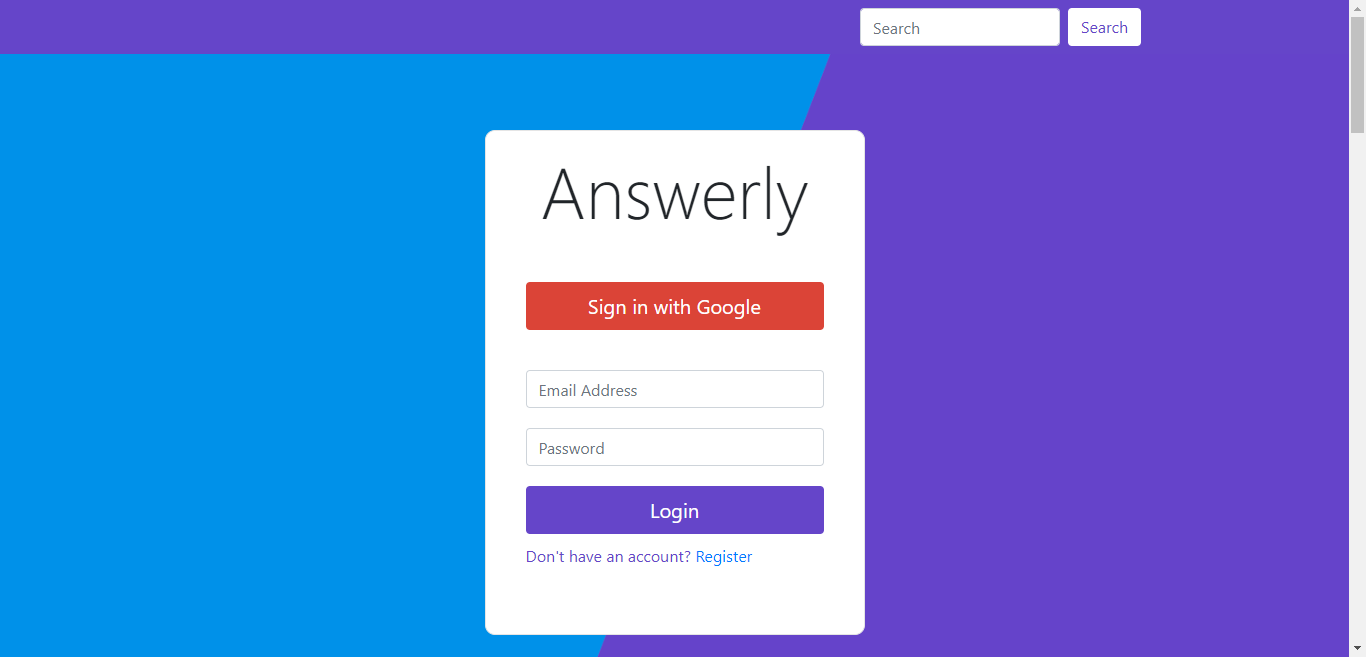 Search Search
Answerly
Sign in with Google
Email Address
Password
Login
Don't have an account? Register